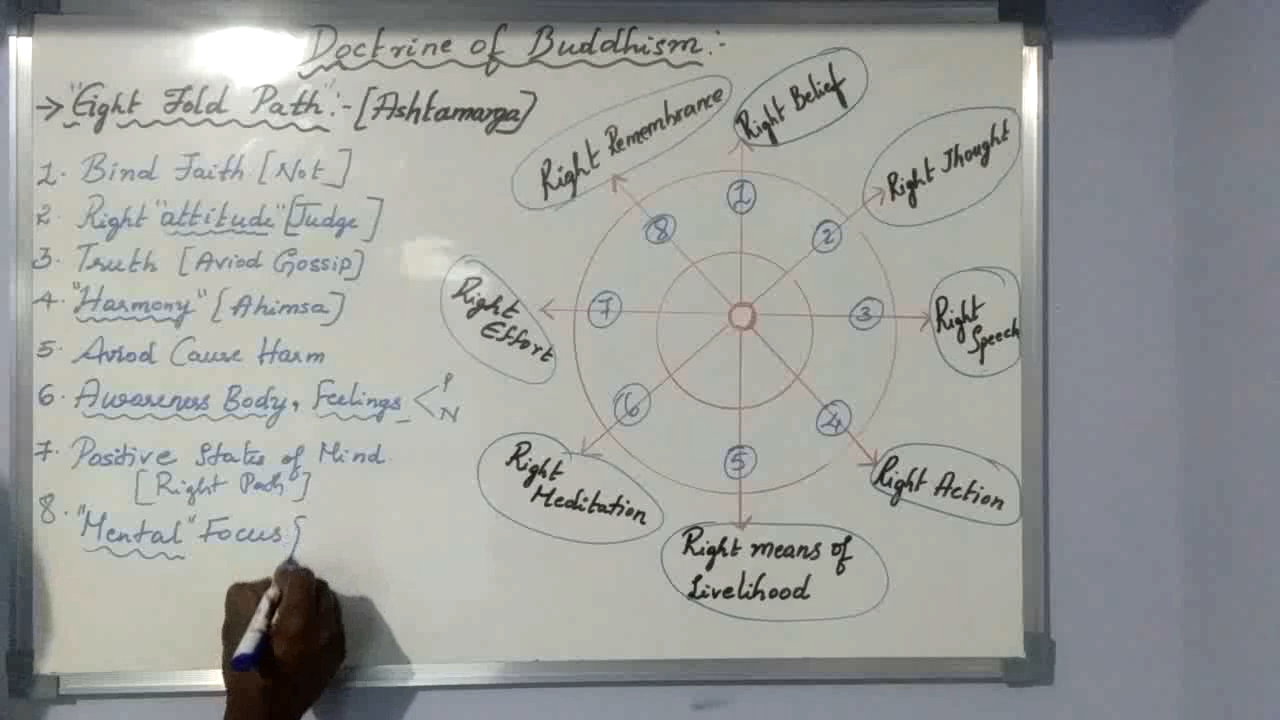 Doctrine of Buddhism:-
→ "Eight Fold Path":- [Ashtamarga]
1. Bind Faith [Not]
2. Right "attitude" [Judge]
3. Truth [Aviod Gossip]
4. "Harmony" [Ahimsa]
5. Aviod Cause Harm
6. Awareness Body, Feelings < P
N
7. Positive States of Mind
[Right Path]
8. "Mental" Focus [
Right Belief
Right Thought
Right
Speech
Right Action
Right means of
Livelihood
Right
Meditation
Right
Effort
Right Remembrance
1
2
3
4
5
6
7
8